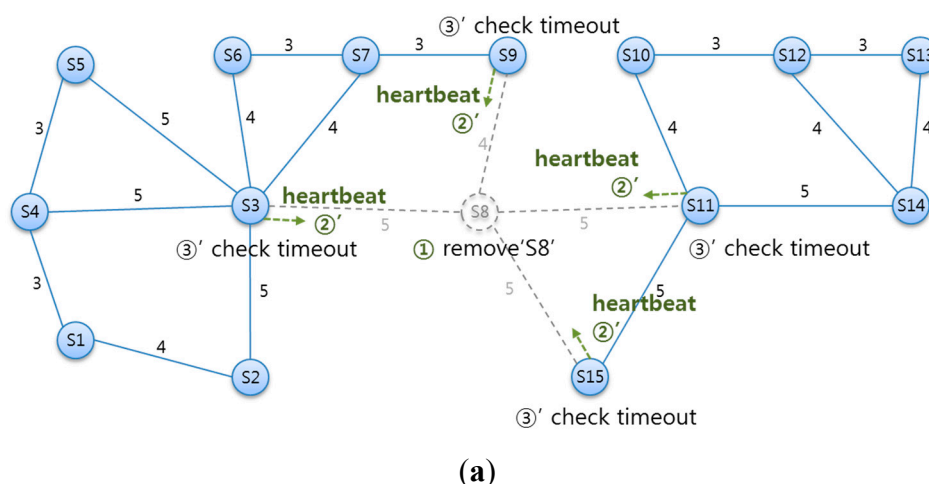 ③′ check timeout
S6 3 S7 3 S9 S10 3 S12 3 S13
S5
heartbeat
②′
3 5 4 4 4 4 4 4
heartbeat
②′
S4 5 S3 heartbeat
②′
5 S8 5 S11 5 S14
③′ check timeout ① remove'S8' ③′ check timeout
3 5 5 5
heartbeat
②′
S1 4 S2 S15
③′ check timeout
(a)